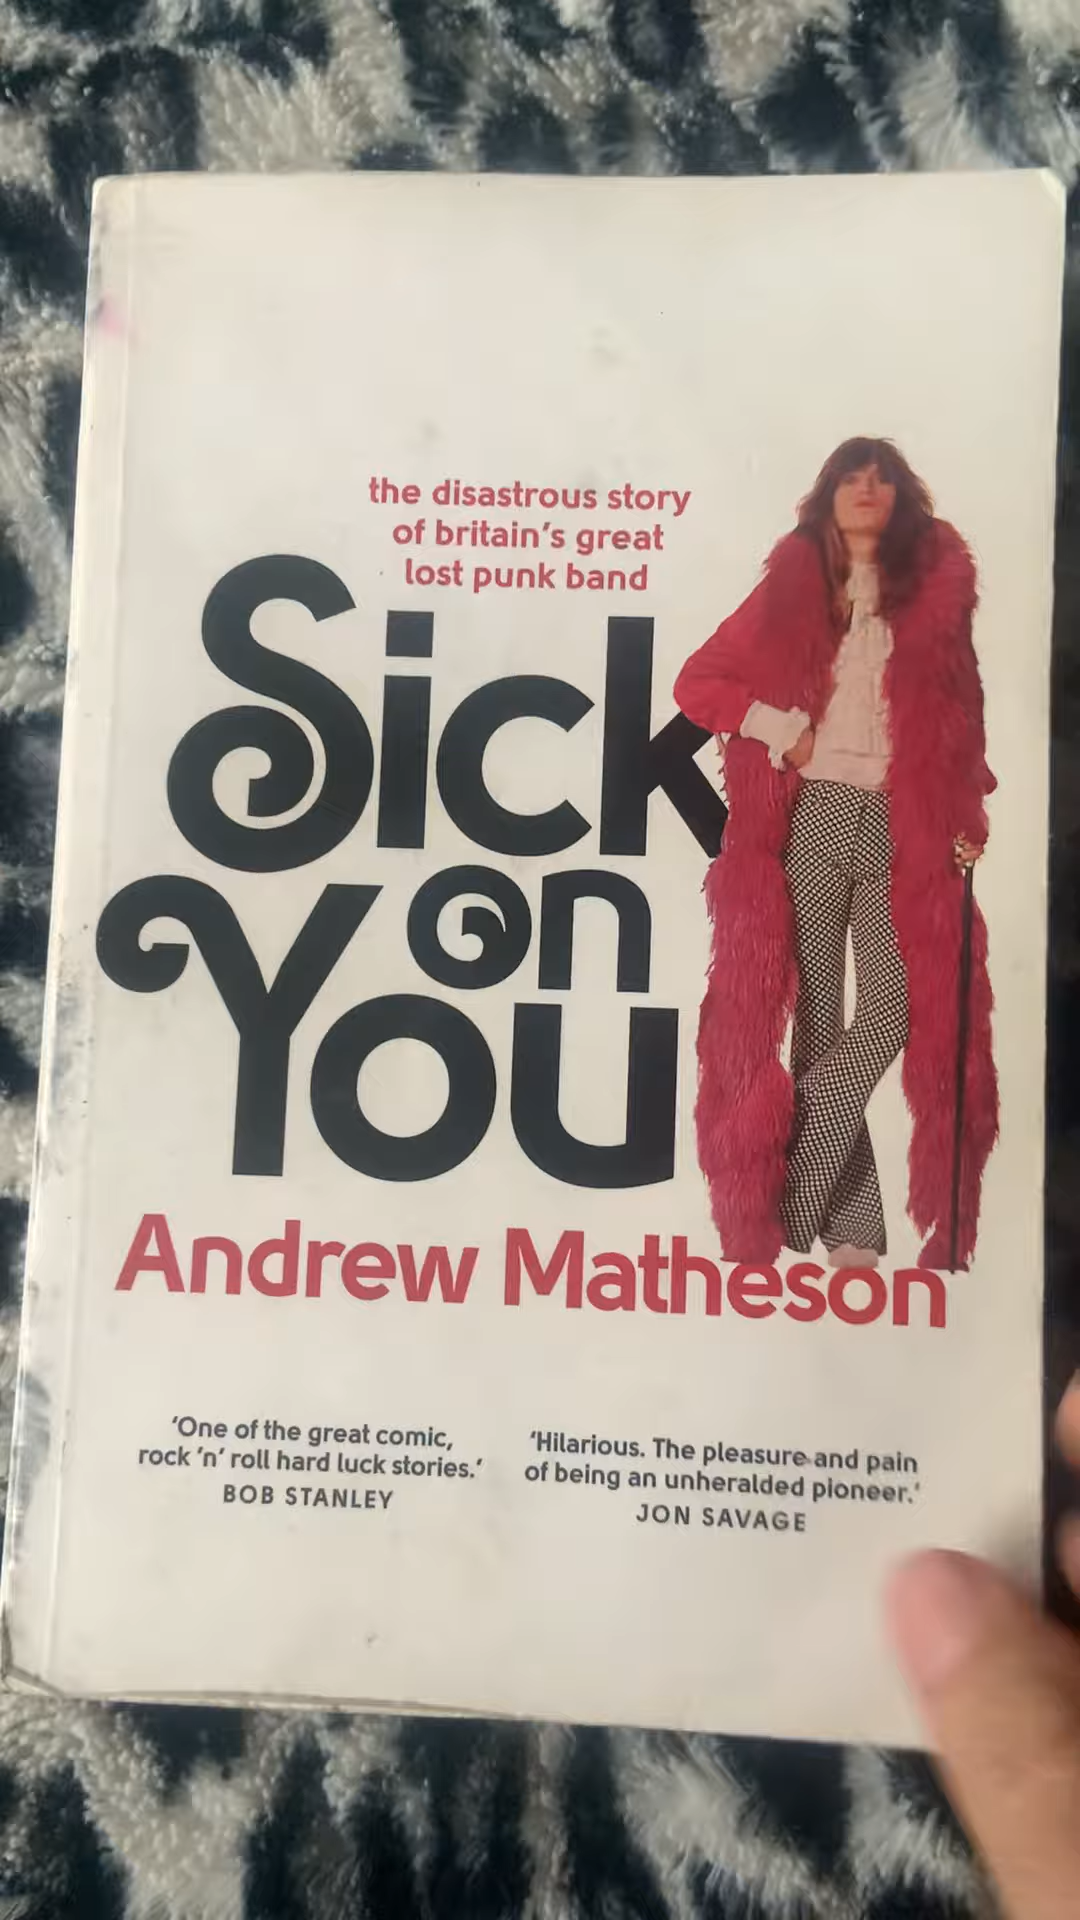 the disastrous story
of britain's great
lost punk band
Sick
on
You
Andrew Matheson
'One of the great comic,
rock 'n' roll hard luck stories.'
BOB STANLEY
'Hilarious. The pleasure and pain
of being an unheralded pioneer.'
JON SAVAGE